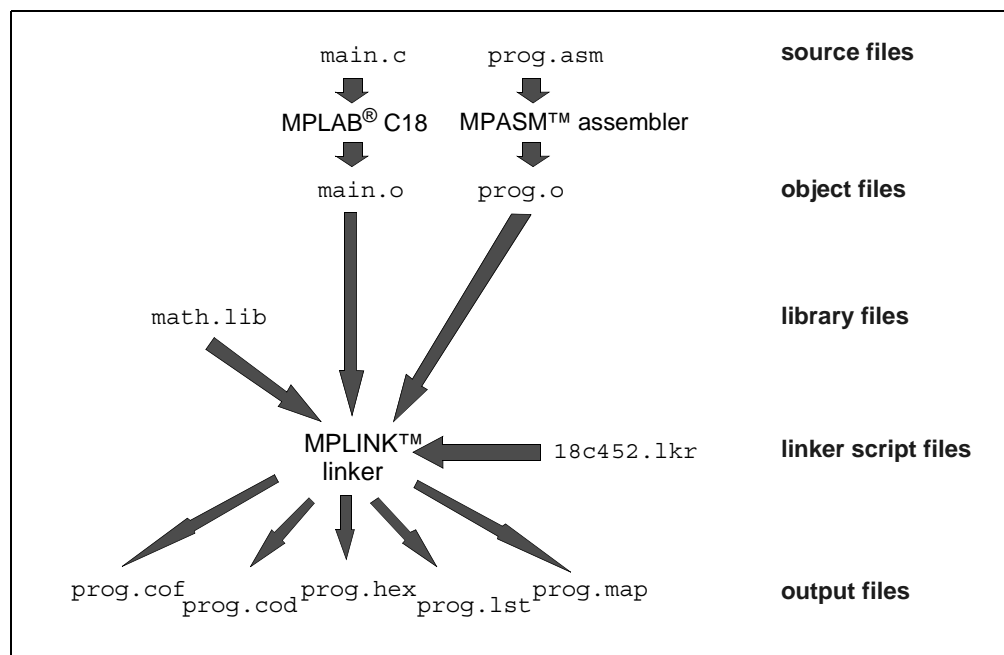 main.c prog.asm source files
MPLAB® C18 MPASM™ assembler
main.o prog.o object files
math.lib library files
MPLINK™
linker
18c452.lkr linker script files
prog.cof prog.cod prog.hex prog.lst prog.map output files